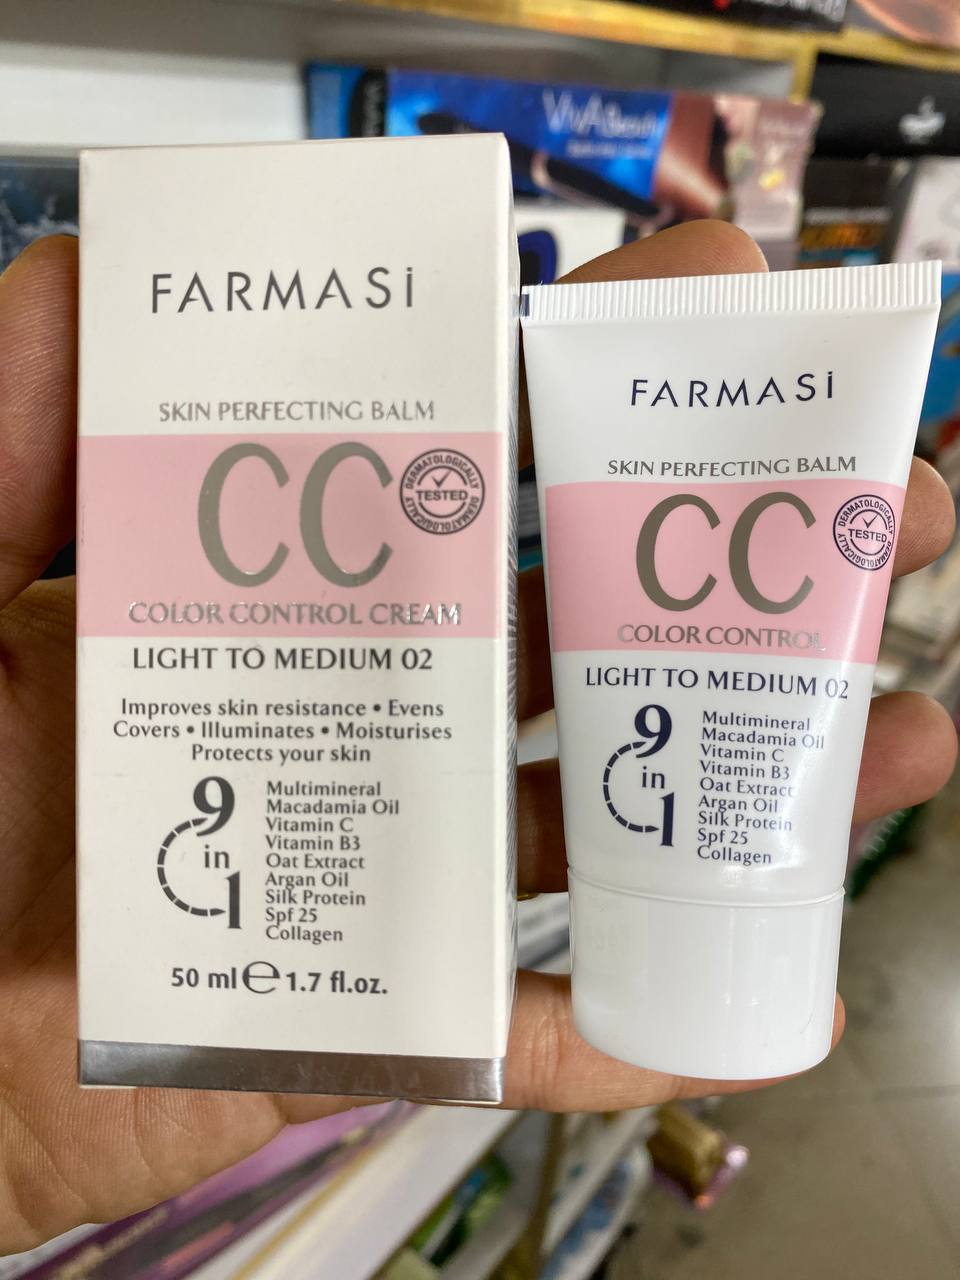 FARMASİ
SKIN PERFECTING BALM
CC
DERMATOLOGICALLY
TESTED
DERMATOLOGICALLY
COLOR CONTROL CREAM
LIGHT TO MEDIUM 02
Improves skin resistance • Evens
Covers • Illuminates • Moisturises
Protects your skin
9
in
1
Multimineral
Macadamia Oil
Vitamin C
Vitamin B3
Oat Extract
Argan Oil
Silk Protein
Spf 25
Collagen
50 ml ℮ 1.7 fl.oz.
FARMASİ
SKIN PERFECTING BALM
CC
DERMATOLOGICALLY
TESTED
DERMATOLOGICALLY
COLOR CONTROL
LIGHT TO MEDIUM 02
9
in
1
Multimineral
Macadamia Oil
Vitamin C
Vitamin B3
Oat Extract
Argan Oil
Silk Protein
Spf 25
Collagen
VIVA Beauty